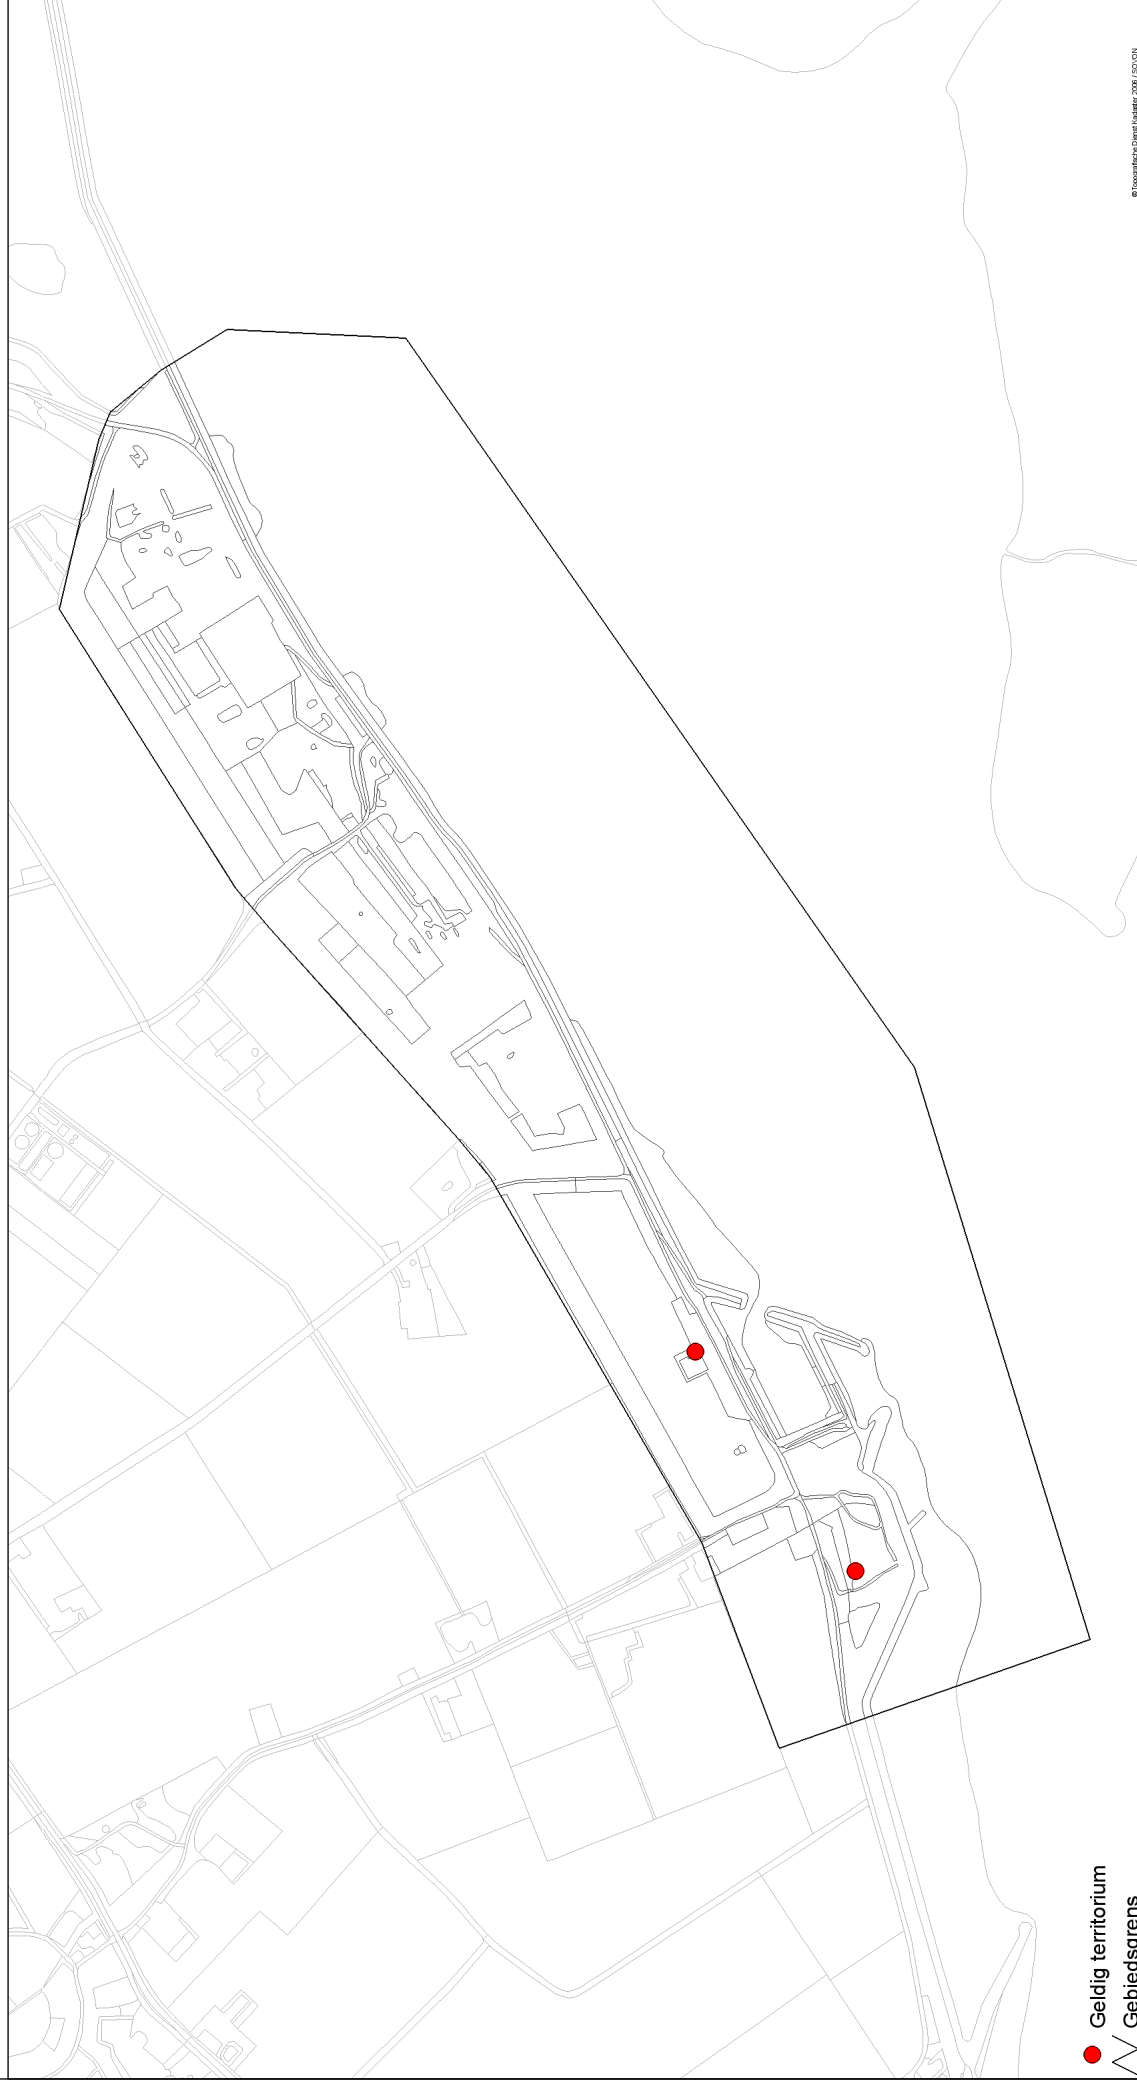 © Topografische Dienst Kadaster 2006 / SOVON
Geldig territorium
Gebiedsgrens